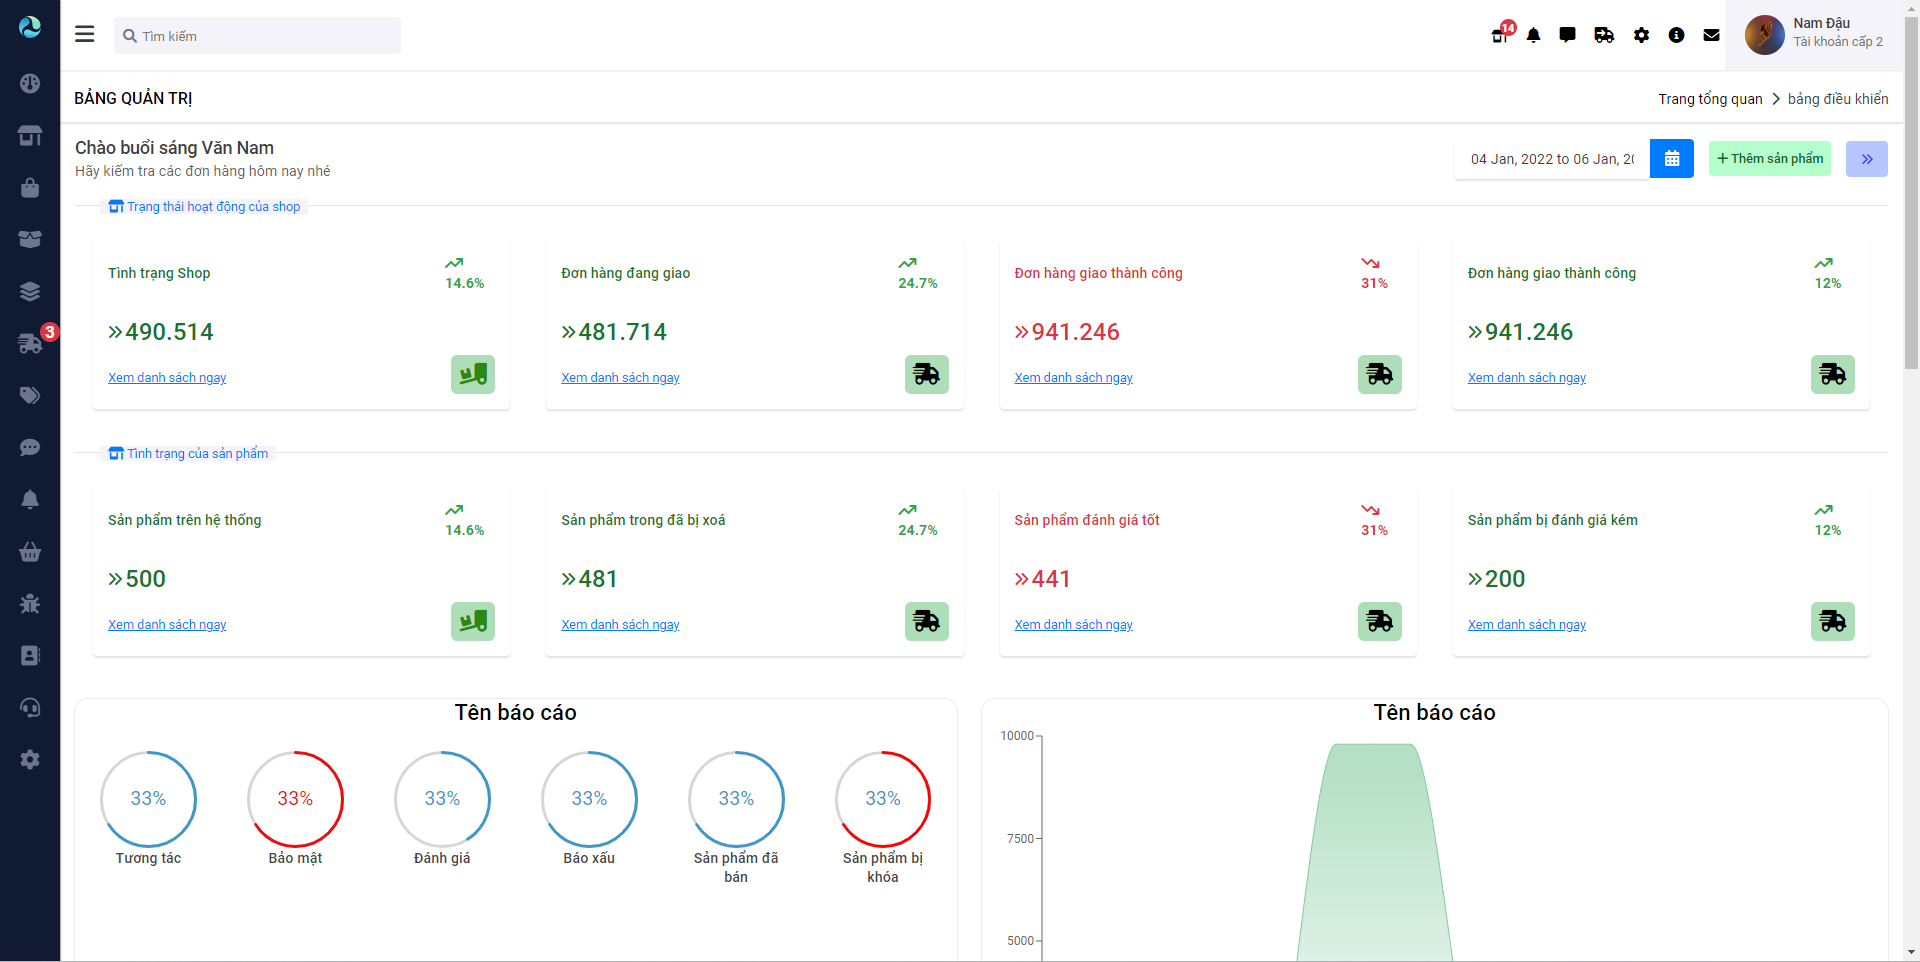 Tìm kiếm
14
Nam Đậu
Tài khoản cấp 2
BẢNG QUẢN TRỊ
Trang tổng quan
bảng điều khiển
Chào buổi sáng Văn Nam
Hãy kiểm tra các đơn hàng hôm nay nhé
04 Jan, 2022 to 06 Jan, 20
Thêm sản phẩm
Trạng thái hoạt động của shop
Tình trạng Shop
14.6%
490.514
Xem danh sách ngay
Đơn hàng đang giao
24.7%
481.714
Xem danh sách ngay
Đơn hàng giao thành công
31%
941.246
Xem danh sách ngay
Đơn hàng giao thành công
12%
941.246
Xem danh sách ngay
3
Tình trạng của sản phẩm
Sản phẩm trên hệ thống
14.6%
500
Xem danh sách ngay
Sản phẩm trong đã bị xoá
24.7%
481
Xem danh sách ngay
Sản phẩm đánh giá tốt
31%
441
Xem danh sách ngay
Sản phẩm bị đánh giá kém
12%
200
Xem danh sách ngay
Tên báo cáo
33%
Tương tác
33%
Bảo mật
33%
Đánh giá
33%
Báo xấu
33%
Sản phẩm đã
bán
33%
Sản phẩm bị
khóa
Tên báo cáo
10000
7500
5000